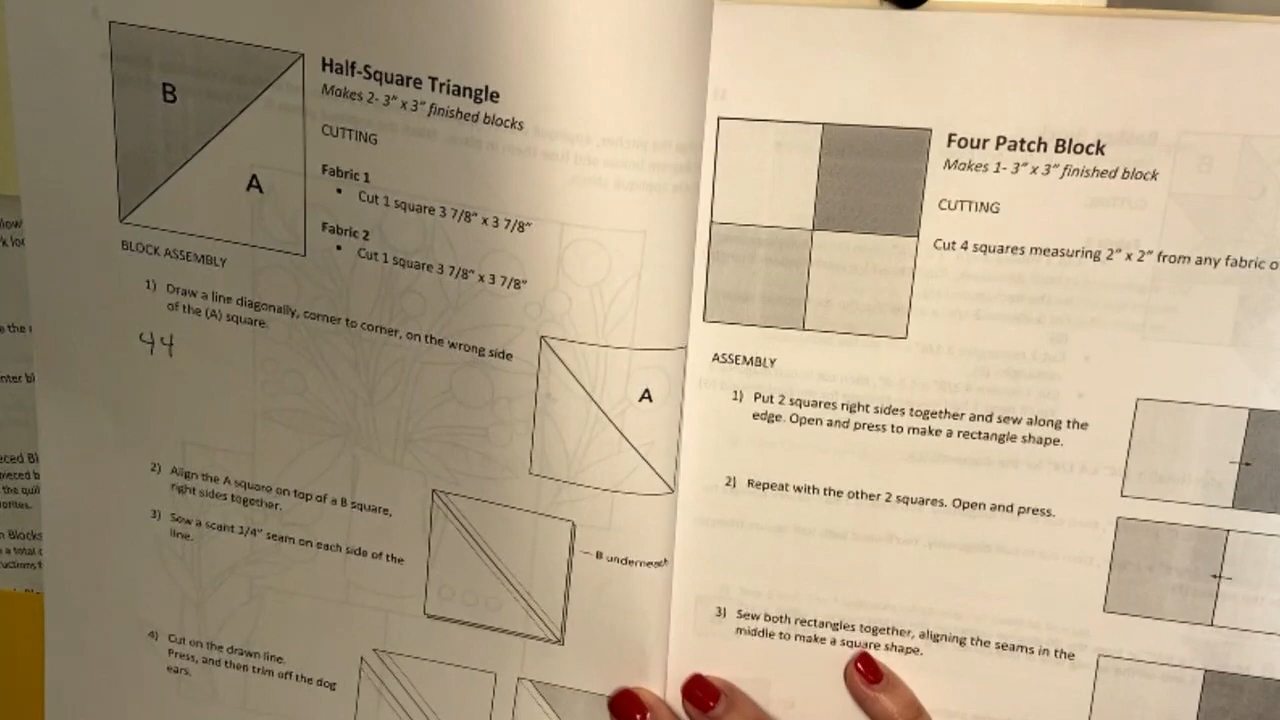 B
A
Half-Square Triangle
Makes 2- 3" x 3" finished blocks
CUTTING
Fabric 1
• Cut 1 square 3 7/8" x 3 7/8"
Fabric 2
• Cut 1 square 3 7/8" x 3 7/8"
BLOCK ASSEMBLY
1) Draw a line diagonally, corner to corner, on the wrong side
of the (A) square.
44
A
2) Align the A square on top of a B square,
right sides together.
3) Sew a scant 1/4" seam on each side of the
line.
B underneath
4) Cut on the drawn line.
Press, and then trim off the dog
ears.
Four Patch Block
Makes 1- 3" x 3" finished block
CUTTING
Cut 4 squares measuring 2" x 2" from any fabric o
ASSEMBLY
1) Put 2 squares right sides together and sew along the
edge. Open and press to make a rectangle shape.
2) Repeat with the other 2 squares. Open and press.
3) Sew both rectangles together, aligning the seams in the
middle to make a square shape.